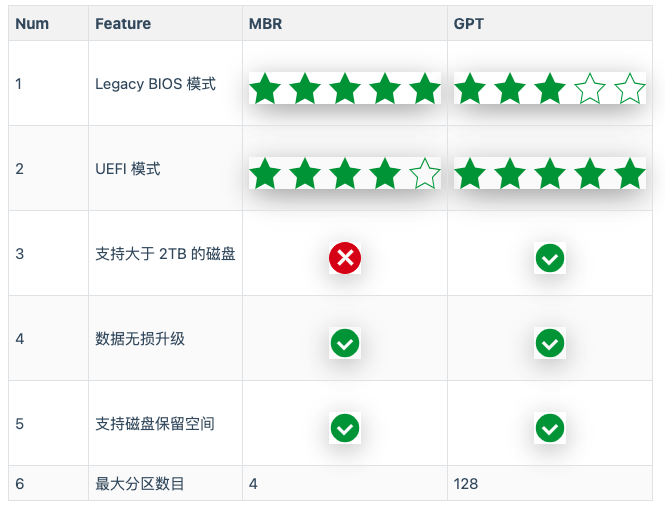 Num Feature MBR GPT
1 Legacy BIOS 模式
2 UEFI 模式
3 支持大于 2TB 的磁盘
4 数据无损升级
5 支持磁盘保留空间
6 最大分区数目 4 128